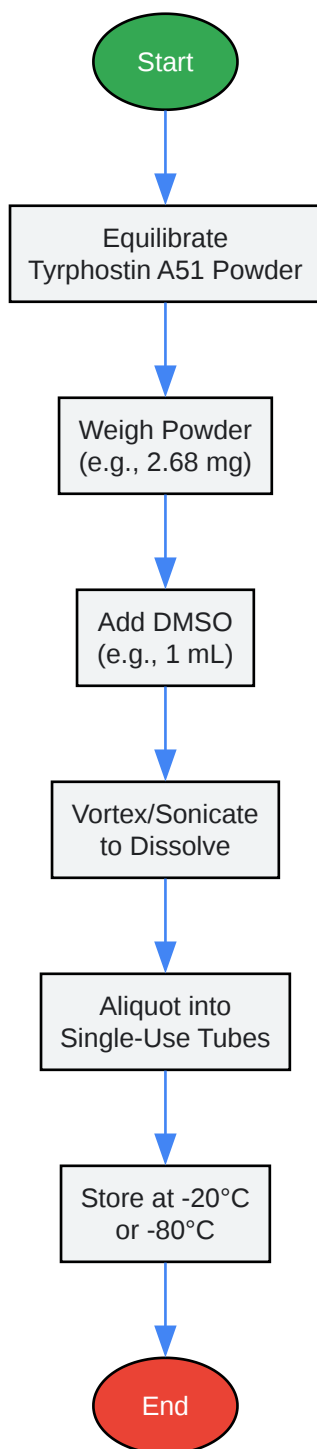 Start
Equilibrate
Tyrphostin A51 Powder
Weigh Powder
(e.g., 2.68 mg)
Add DMSO
(e.g., 1 mL)
Vortex/Sonicate
to Dissolve
Aliquot into
Single-Use Tubes
Store at -20°C
or -80°C
End